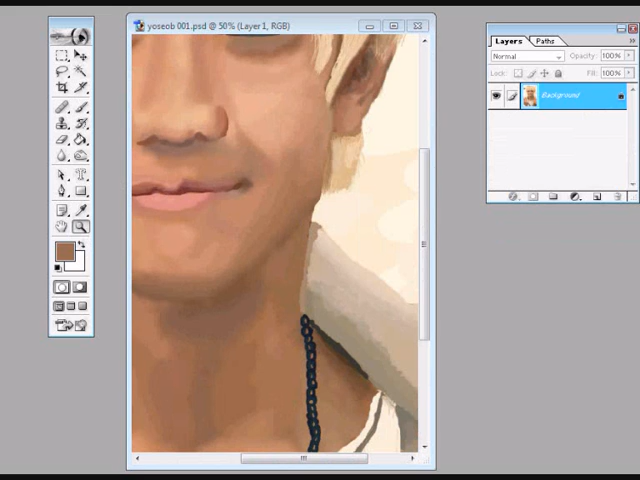 yoseob 001.psd @ 50% (Layer 1, RGB)
Layers Paths
Normal Opacity: 100%
Lock: Fill: 100%
Background